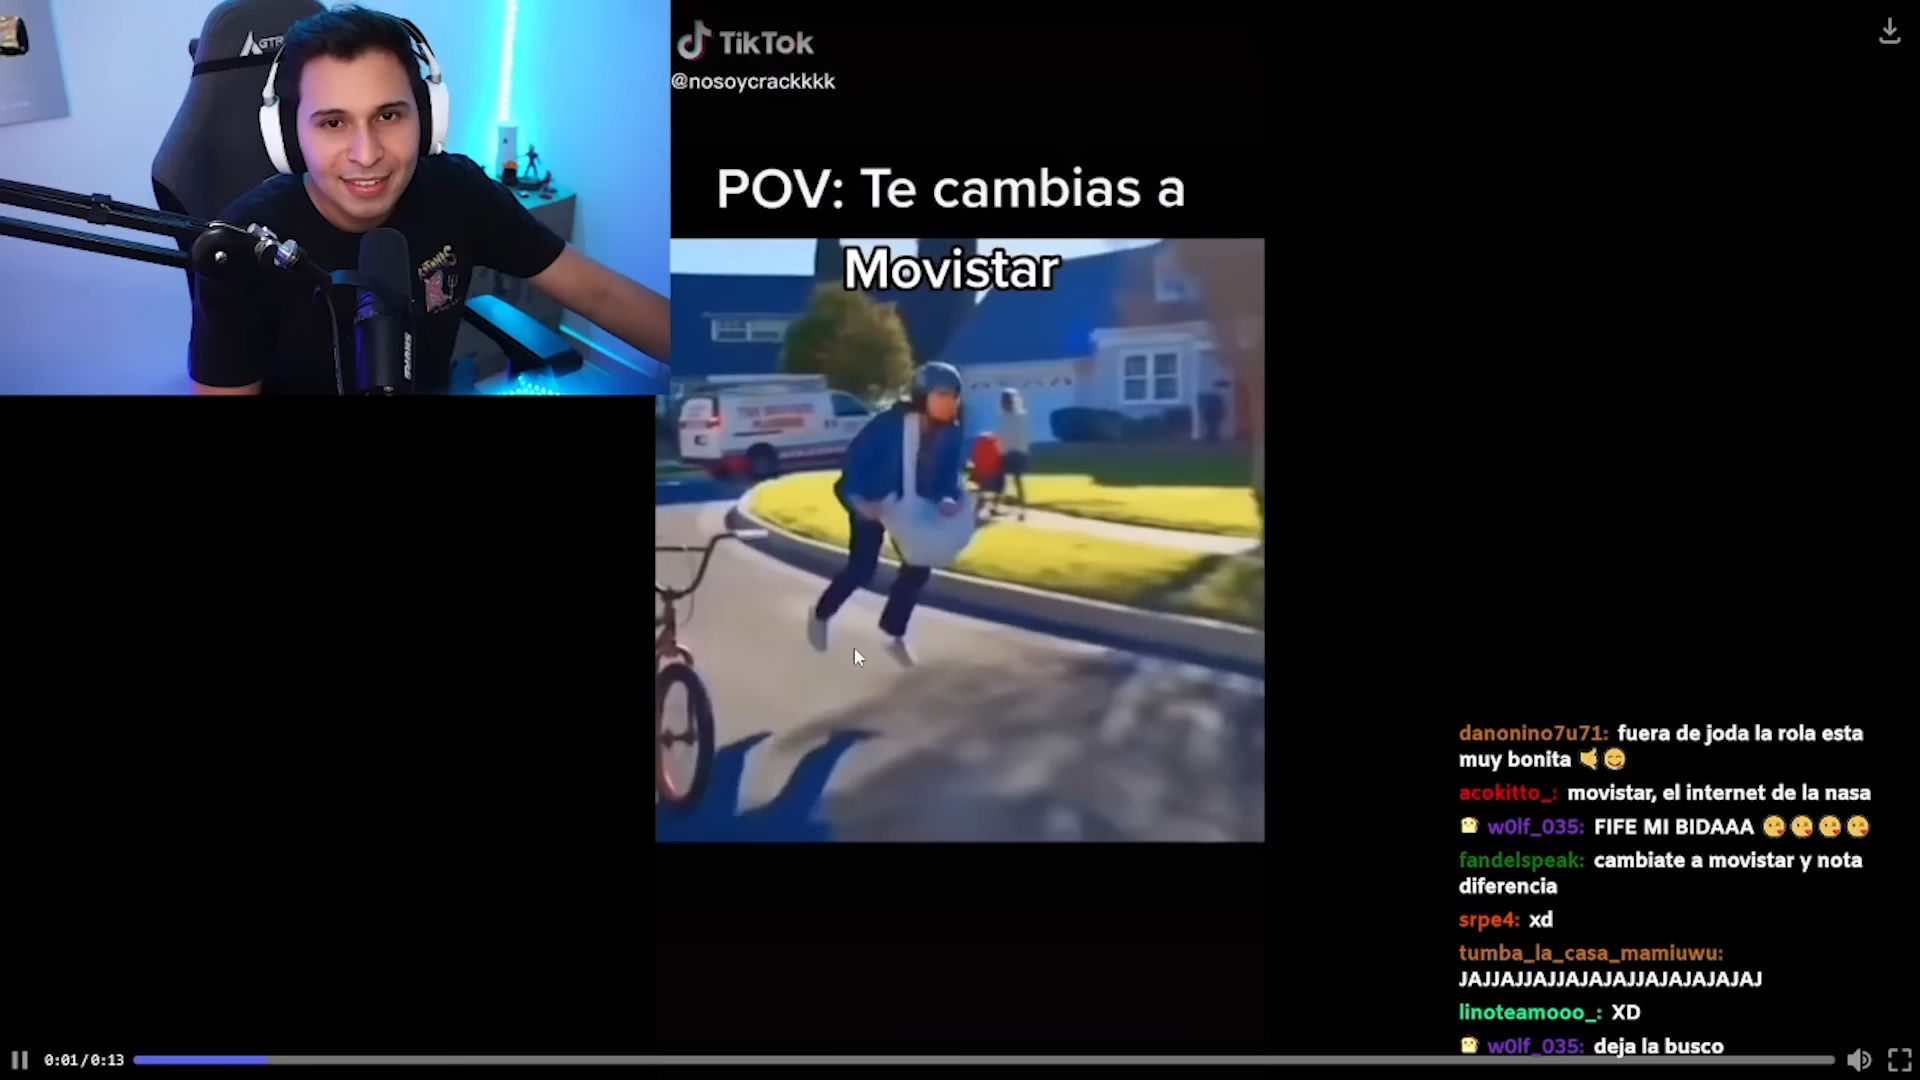 TikTok
@nosoycrackkkk
POV: Te cambias a
Movistar
SHURE
danonino7u71: fuera de joda la rola esta
muy bonita 🤙😋
acokitto_: movistar, el internet de la nasa
w0lf_035: FIFE MI BIDAAA 😘😘😘😘
fandelspeak: cambiate a movistar y nota
diferencia
srpe4: xd
tumba_la_casa_mamiuwu:
JAJJAJJAJJAJAJAJJAJAJAJAJAJ
linoteamooo_: XD
w0lf_035: deja la busco
0:01/0:13